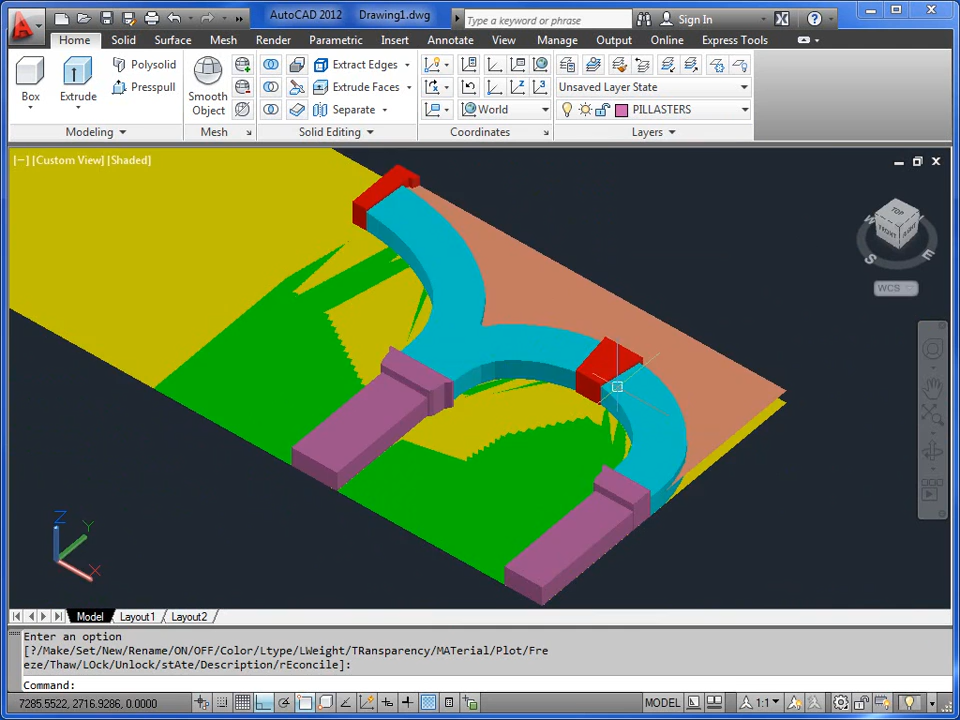 AutoCAD 2012 Drawing1.dwg Type a keyword or phrase Sign In
Home Solid Surface Mesh Render Parametric Insert Annotate View Manage Output Online Express Tools
Box
Extrude
Polysolid
Presspull
Smooth
Object
Extract Edges
Extrude Faces
Separate
World
Unsaved Layer State
PILLASTERS
Modeling Mesh Solid Editing Coordinates Layers
[−] [Custom View] [Shaded]
TOP
FRONT
RIGHT
W
S
E
WCS
Z
Y
X
Model Layout1 Layout2
Enter an option
[?/Make/Set/New/Rename/ON/OFF/Color/Ltype/LWeight/TRansparency/MATerial/Plot/Fre
eze/Thaw/LOck/Unlock/stAte/Description/rEconcile]:
Command:
7285.5522, 2716.9286, 0.0000 MODEL 1:1